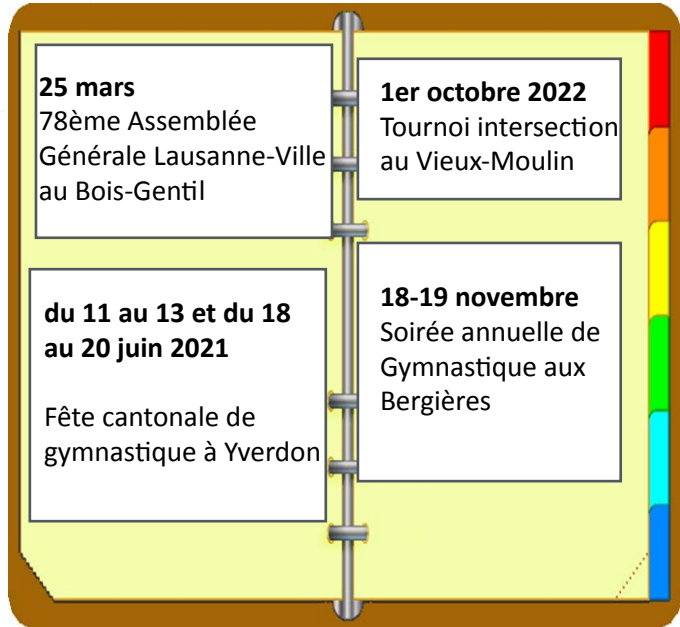 25 mars
78ème Assemblée
Générale Lausanne-Ville
au Bois-Gentil
du 11 au 13 et du 18
au 20 juin 2021
Fête cantonale de
gymnastique à Yverdon
1er octobre 2022
Tournoi intersection
au Vieux-Moulin
18-19 novembre
Soirée annuelle de
Gymnastique aux
Bergières